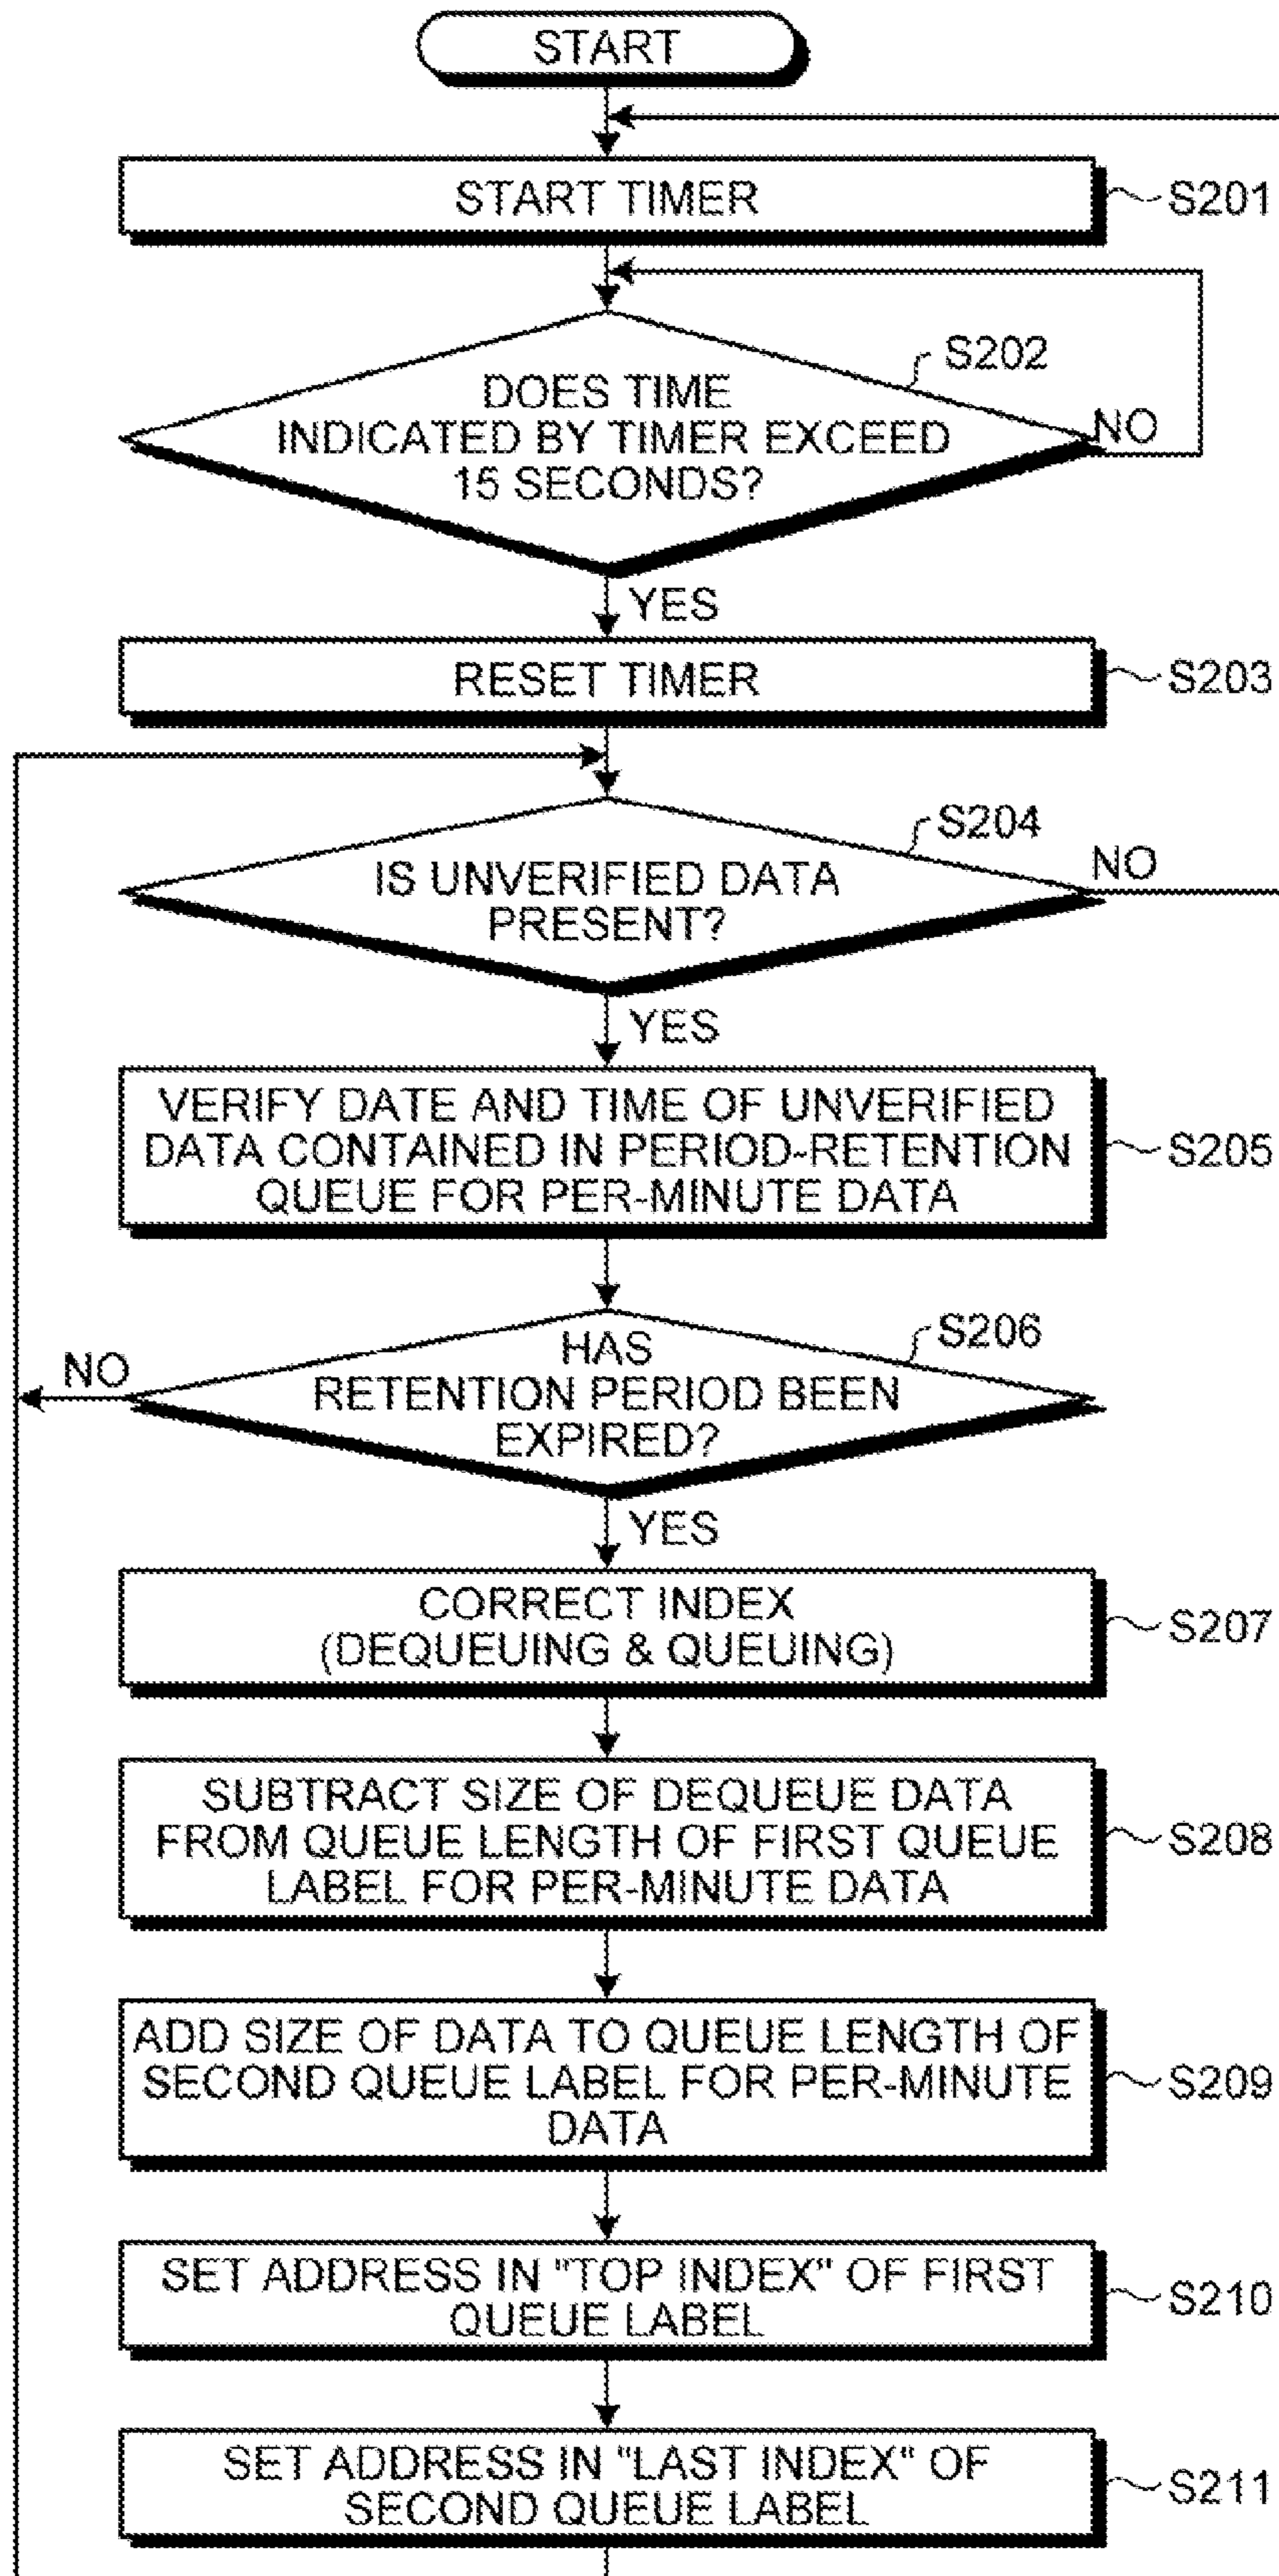 START
START TIMER
S201
S202
DOES TIME
INDICATED BY TIMER EXCEED
15 SECONDS?
NO
YES
RESET TIMER
S203
S204
IS UNVERIFIED DATA
PRESENT?
NO
YES
VERIFY DATE AND TIME OF UNVERIFIED
DATA CONTAINED IN PERIOD-RETENTION
QUEUE FOR PER-MINUTE DATA
S205
S206
HAS
RETENTION PERIOD BEEN
EXPIRED?
NO
YES
CORRECT INDEX
(DEQUEUING & QUEUING)
S207
SUBTRACT SIZE OF DEQUEUE DATA
FROM QUEUE LENGTH OF FIRST QUEUE
LABEL FOR PER-MINUTE DATA
S208
ADD SIZE OF DATA TO QUEUE LENGTH OF
SECOND QUEUE LABEL FOR PER-MINUTE
DATA
S209
SET ADDRESS IN "TOP INDEX" OF FIRST
QUEUE LABEL
S210
SET ADDRESS IN "LAST INDEX" OF
SECOND QUEUE LABEL
S211